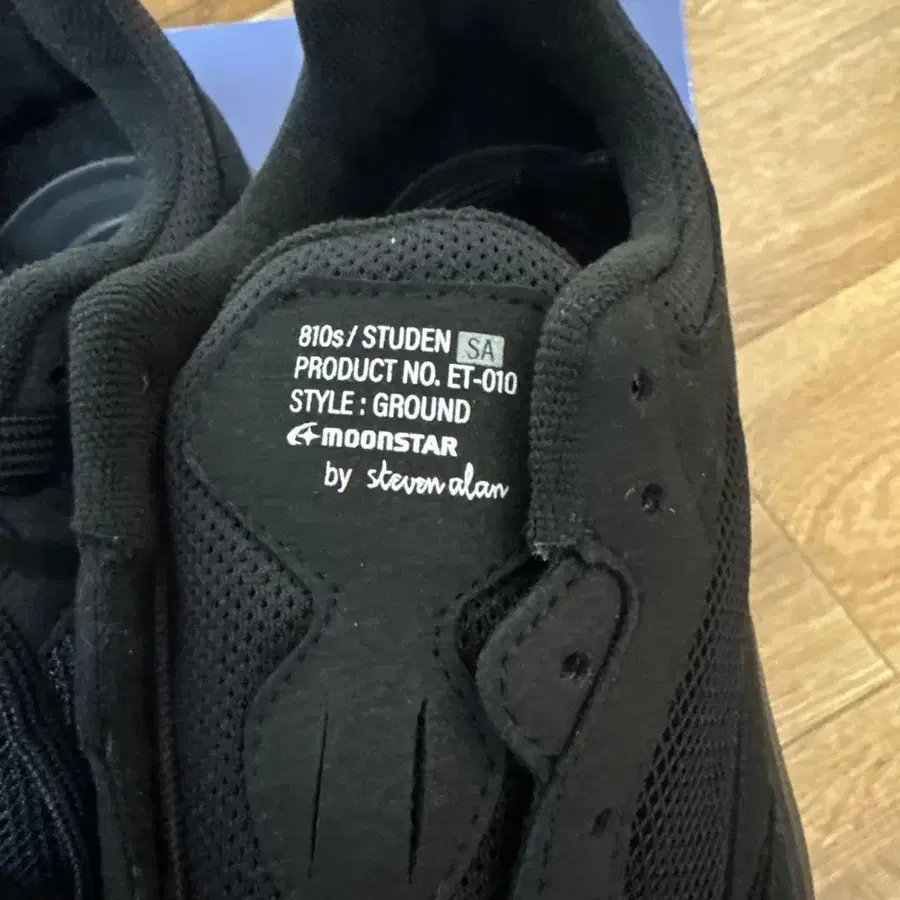 810s / STUDEN SA
PRODUCT NO. ET-010
STYLE : GROUND
MOONSTAR
by steven alan